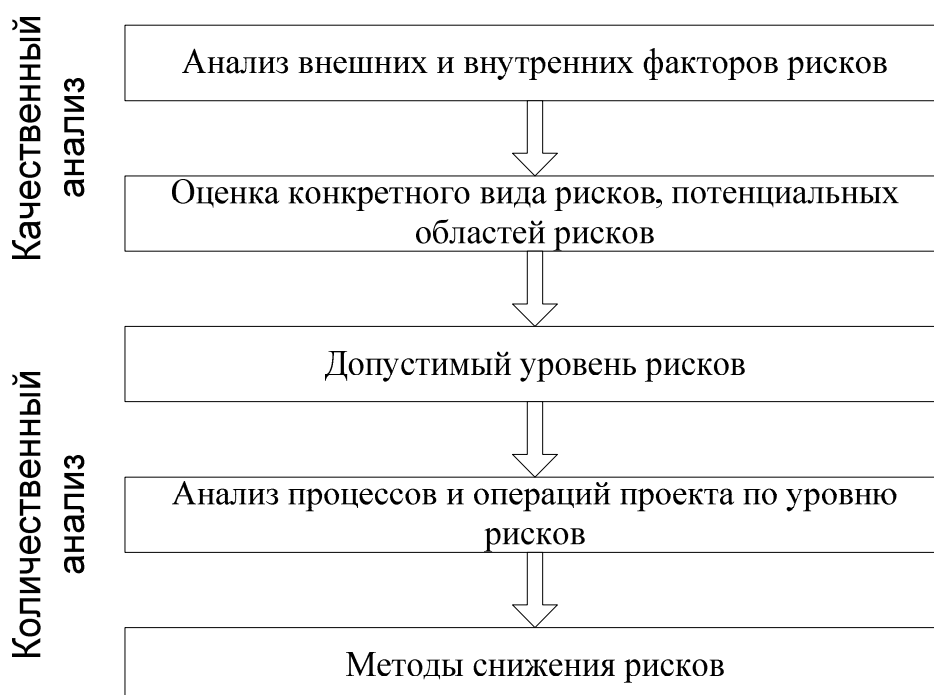 Качественный
анализ
Анализ внешних и внутренних факторов рисков
Оценка конкретного вида рисков, потенциальных
областей рисков
Количественный
анализ
Допустимый уровень рисков
Анализ процессов и операций проекта по уровню
рисков
Методы снижения рисков